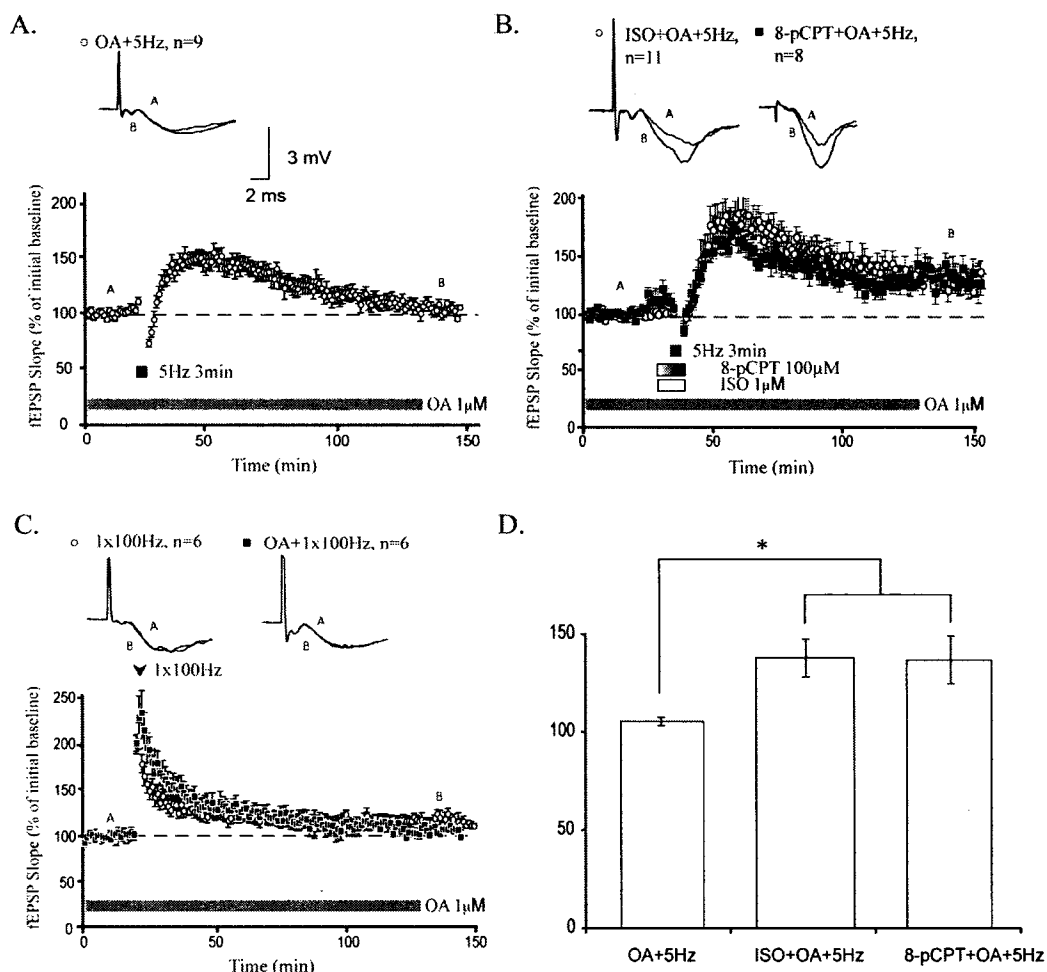 A.
OA+5Hz, n=9
A
B
3 mV
2 ms
fEPSP Slope (% of initial baseline)
200
150
100
50
0
A
B
5Hz 3min
OA 1µM
0
50
100
150
Time (min)
B.
ISO+OA+5Hz,
n=11
8-pCPT+OA+5Hz,
n=8
A
B
A
B
fEPSP Slope (% of initial baseline)
200
150
100
50
0
A
B
5Hz 3min
8-pCPT 100µM
ISO 1µM
OA 1µM
0
50
100
150
Time (min)
C.
1x100Hz, n=6
OA+1x100Hz, n=6
A
B
A
B
1x100Hz
fEPSP Slope (% of initial baseline)
250
200
150
100
50
0
A
B
OA 1µM
0
50
100
150
Time (min)
D.
*
150
100
50
0
OA+5Hz
ISO+OA+5Hz
8-pCPT+OA+5Hz